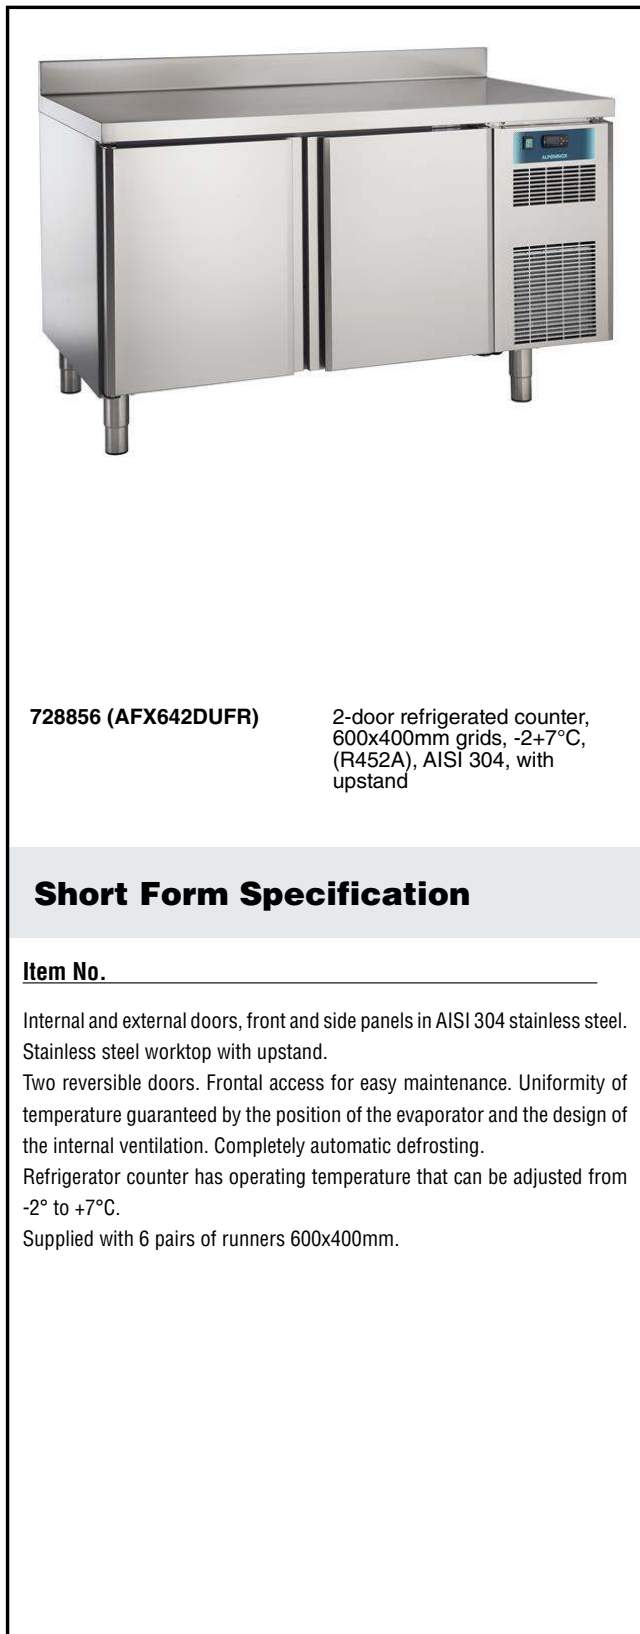 ALPENINOX
728856 (AFX642DUFR)
2-door refrigerated counter,
600x400mm grids, -2+7°C,
(R452A), AISI 304, with
upstand
Short Form Specification
Item No.
Internal and external doors, front and side panels in AISI 304 stainless steel.
Stainless steel worktop with upstand.
Two reversible doors. Frontal access for easy maintenance. Uniformity of
temperature guaranteed by the position of the evaporator and the design of
the internal ventilation. Completely automatic defrosting.
Refrigerator counter has operating temperature that can be adjusted from
-2° to +7°C.
Supplied with 6 pairs of runners 600x400mm.